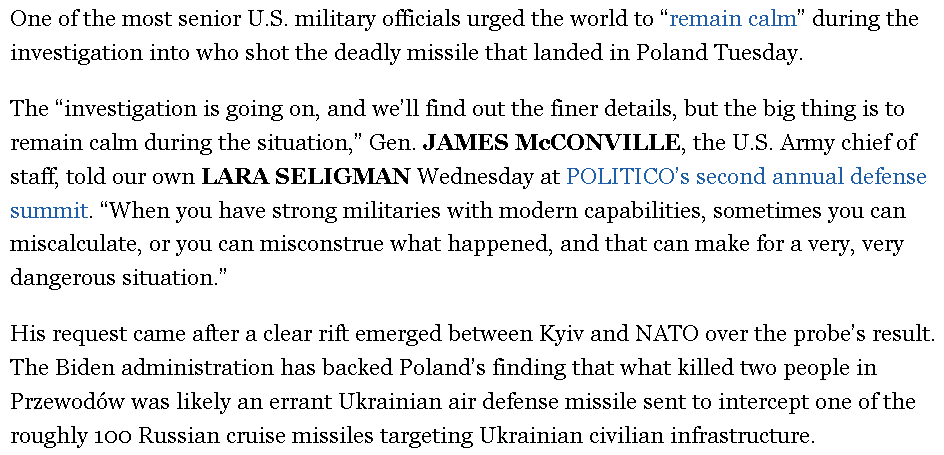 One of the most senior U.S. military officials urged the world to “remain calm” during the
investigation into who shot the deadly missile that landed in Poland Tuesday.
The “investigation is going on, and we’ll find out the finer details, but the big thing is to
remain calm during the situation,” Gen. JAMES McCONVILLE, the U.S. Army chief of
staff, told our own LARA SELIGMAN Wednesday at POLITICO’s second annual defense
summit. “When you have strong militaries with modern capabilities, sometimes you can
miscalculate, or you can misconstrue what happened, and that can make for a very, very
dangerous situation.”
His request came after a clear rift emerged between Kyiv and NATO over the probe’s result.
The Biden administration has backed Poland’s finding that what killed two people in
Przewodów was likely an errant Ukrainian air defense missile sent to intercept one of the
roughly 100 Russian cruise missiles targeting Ukrainian civilian infrastructure.